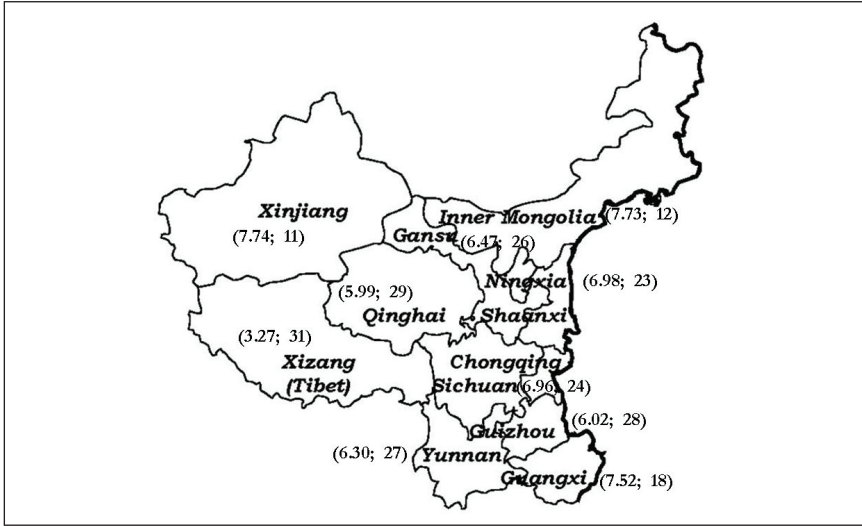 Xinjiang
(7.74; 11)
Inner Mongolia
(7.73; 12)
Gansu
(6.47; 26)
Ningxia
(6.98; 23)
(5.99; 29)
Qinghai
Shaanxi
(3.27; 31)
Xizang
(Tibet)
Chongqing
Sichuan
(6.96; 24)
(6.02; 28)
Guizhou
(6.30; 27)
Yunnan
Guangxi
(7.52; 18)